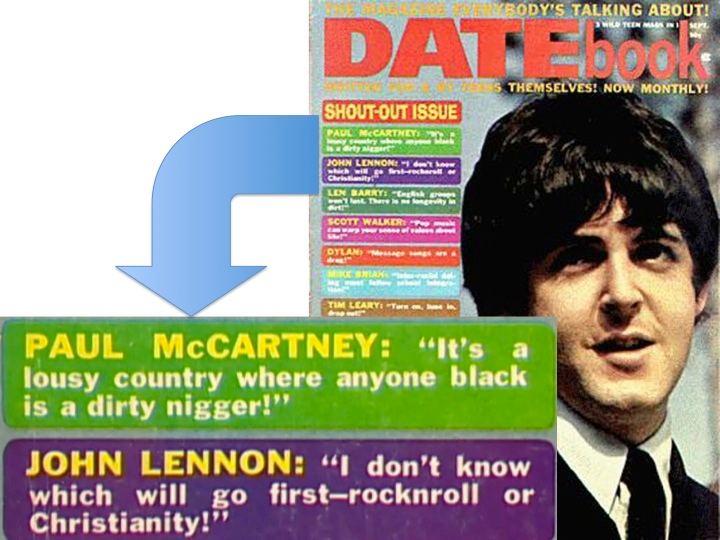 THE MAGAZINE EVERYBODY'S TALKING ABOUT!
3 WILD TEEN MAGS IN 1
SEPT.
50¢
DATEbook
WRITTEN FOR & BY TEENS THEMSELVES! NOW MONTHLY!
SHOUT-OUT ISSUE
PAUL McCARTNEY: “It's a
lousy country where anyone black
is a dirty nigger!”
JOHN LENNON: “I don't know
which will go first—rocknroll or
Christianity!”
LEN BARRY: “English groups
won't last. There is no longevity in
dirt!”
SCOTT WALKER: “Pop music
can warp your sense of values about
life!”
DYLAN: “Message songs are a
drag!”
MIKE BRIAN: “Inter-racial dat-
ing must follow school integra-
tion!”
TIM LEARY: “Turn on, tune in,
drop out!”
PAUL McCARTNEY: “It's a
lousy country where anyone black
is a dirty nigger!”
JOHN LENNON: “I don't know
which will go first—rocknroll or
Christianity!”